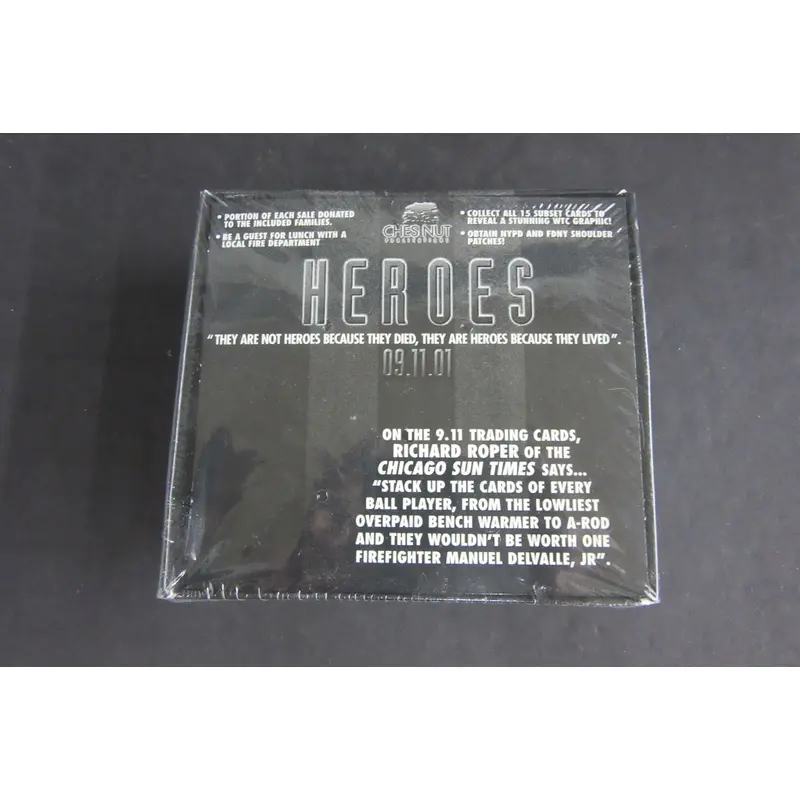 • PORTION OF EACH SALE DONATED
TO THE INCLUDED FAMILIES.
• BE A GUEST FOR LUNCH WITH A
LOCAL FIRE DEPARTMENT
CHES NUT
PRODUCTIONS
• COLLECT ALL 15 SUBSET CARDS TO
REVEAL A STUNNING WTC GRAPHIC!
• OBTAIN NYPD AND FDNY SHOULDER
PATCHES!
HEROES
"THEY ARE NOT HEROES BECAUSE THEY DIED, THEY ARE HEROES BECAUSE THEY LIVED".
09.11.01
ON THE 9.11 TRADING CARDS,
RICHARD ROPER OF THE
CHICAGO SUN TIMES SAYS...
"STACK UP THE CARDS OF EVERY
BALL PLAYER, FROM THE LOWLIEST
OVERPAID BENCH WARMER TO A-ROD
AND THEY WOULDN'T BE WORTH ONE
FIREFIGHTER MANUEL DELVALLE, JR".